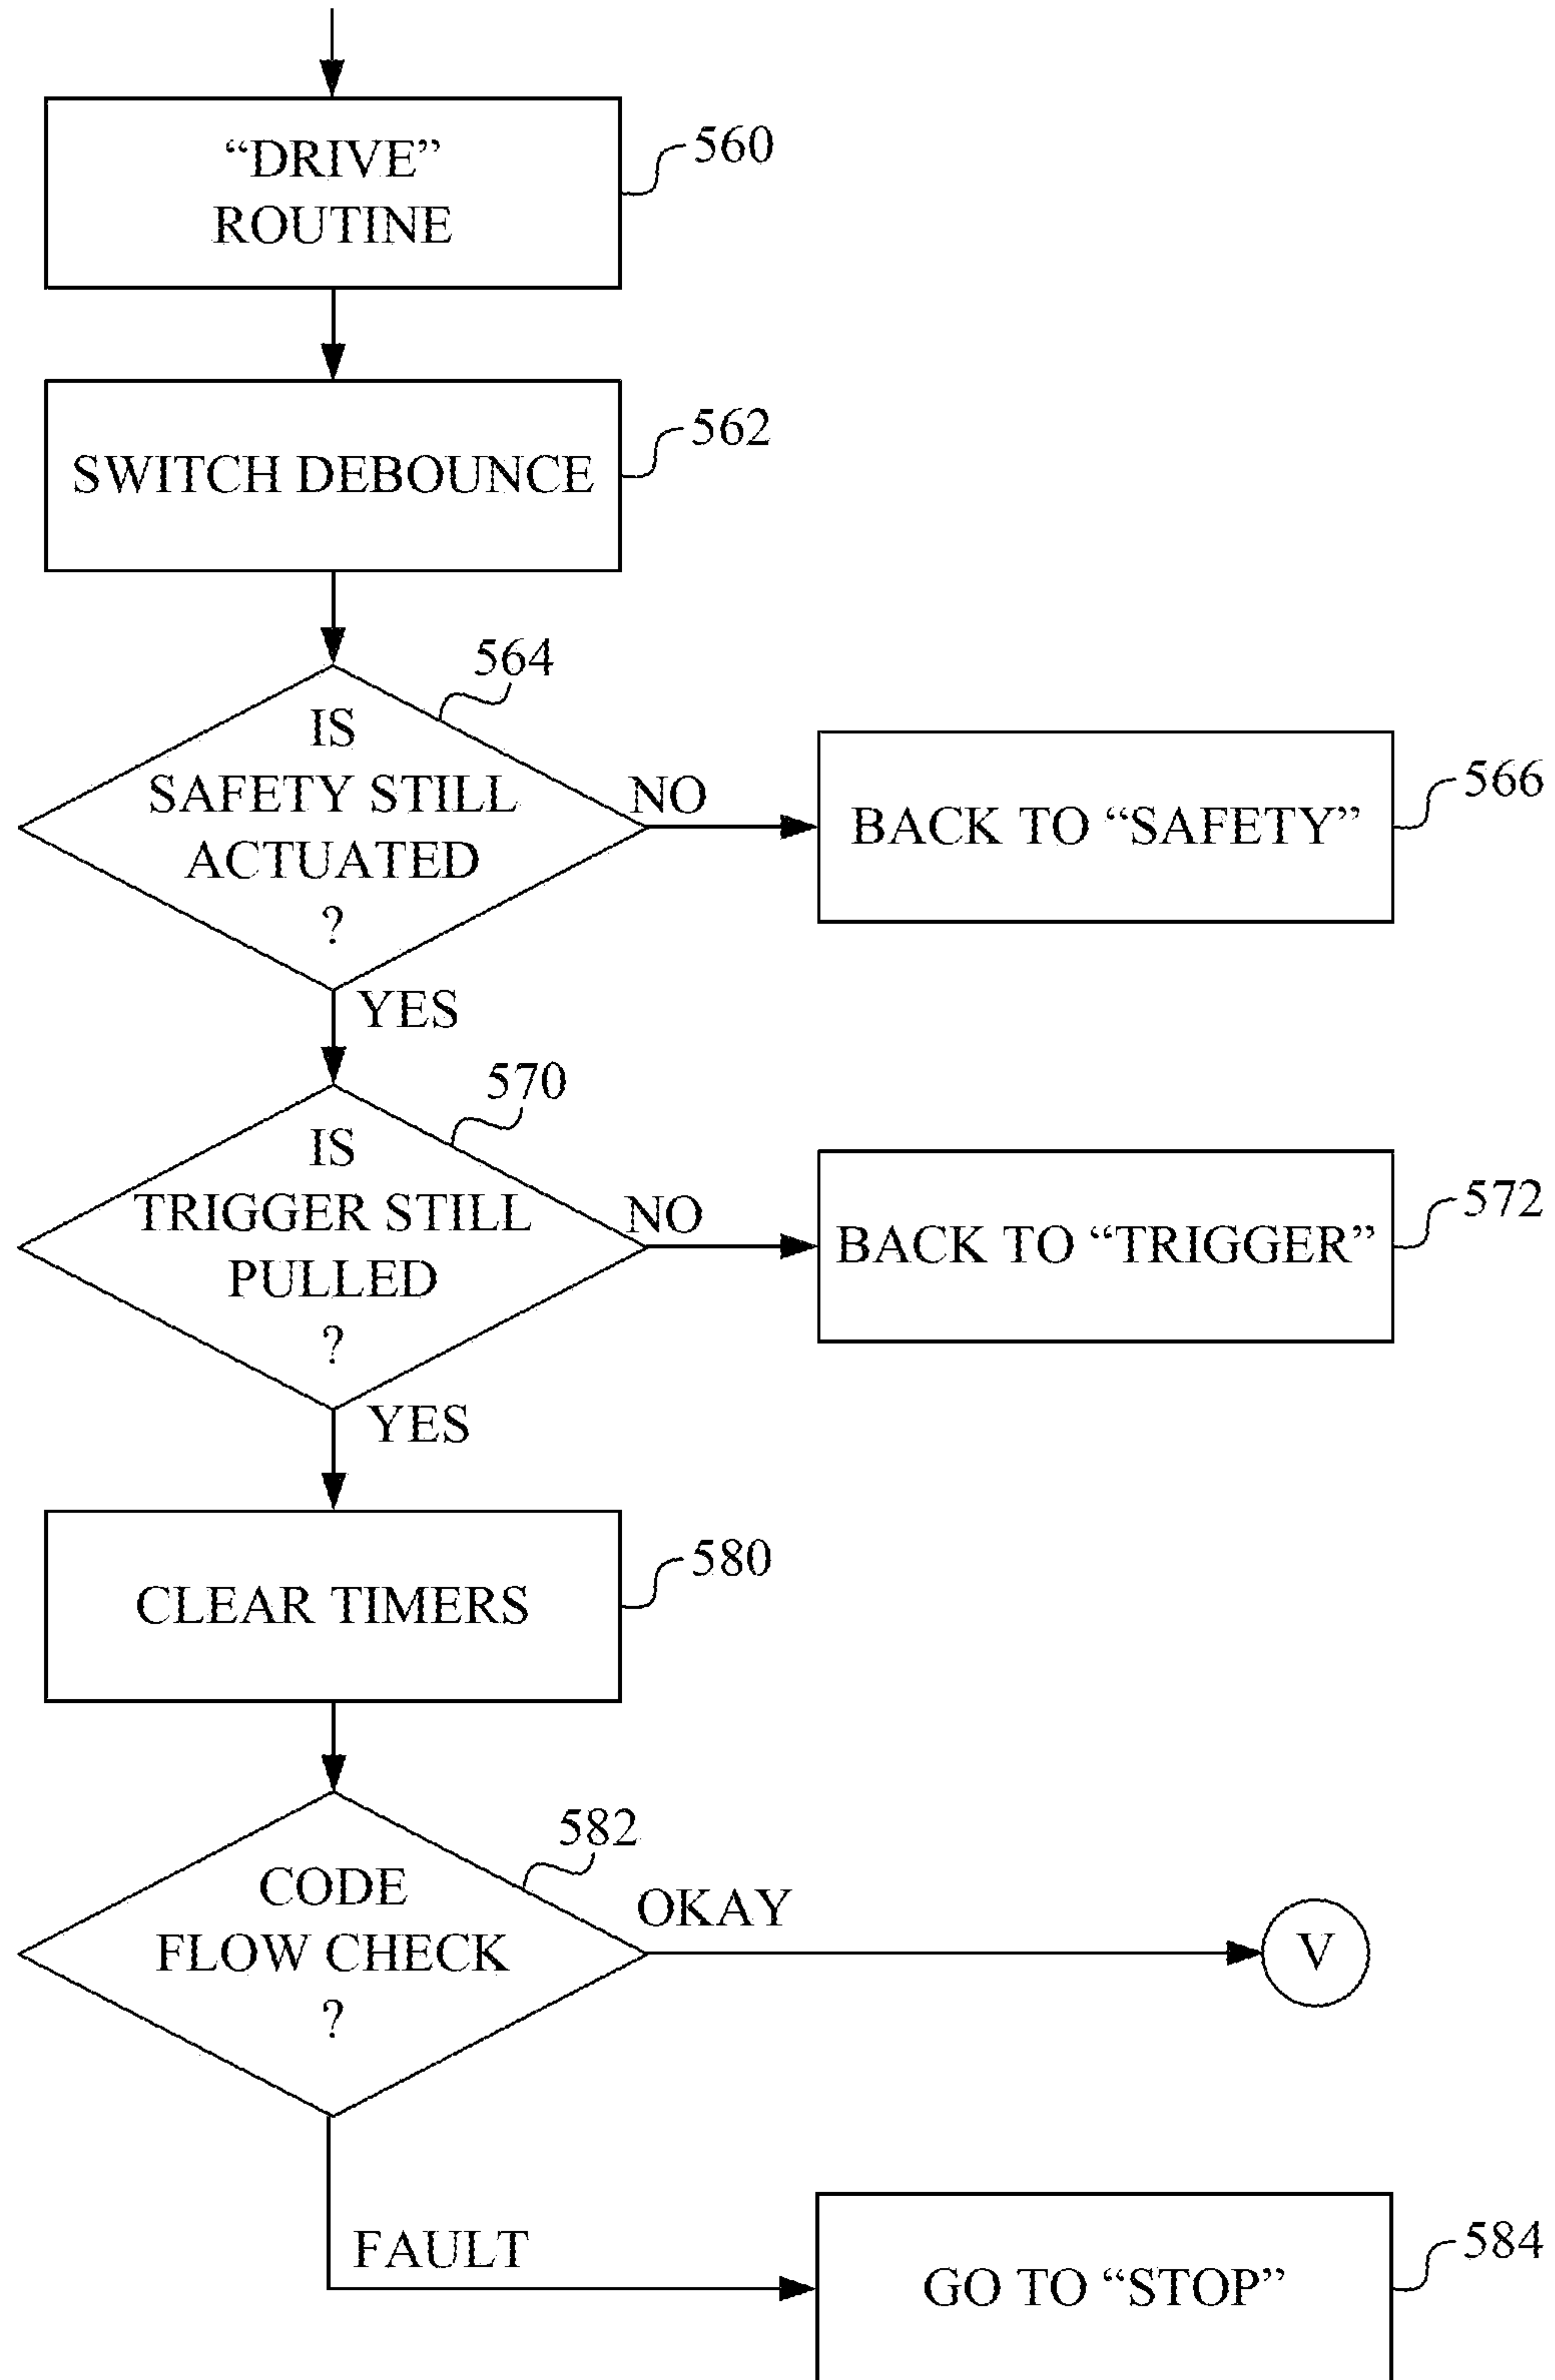 “DRIVE”
ROUTINE
560
SWITCH DEBOUNCE
562
564
IS
SAFETY STILL
ACTUATED
?
NO
BACK TO “SAFETY”
566
YES
570
IS
TRIGGER STILL
PULLED
?
NO
BACK TO “TRIGGER”
572
YES
CLEAR TIMERS
580
582
CODE
FLOW CHECK
?
OKAY
V
FAULT
GO TO “STOP”
584